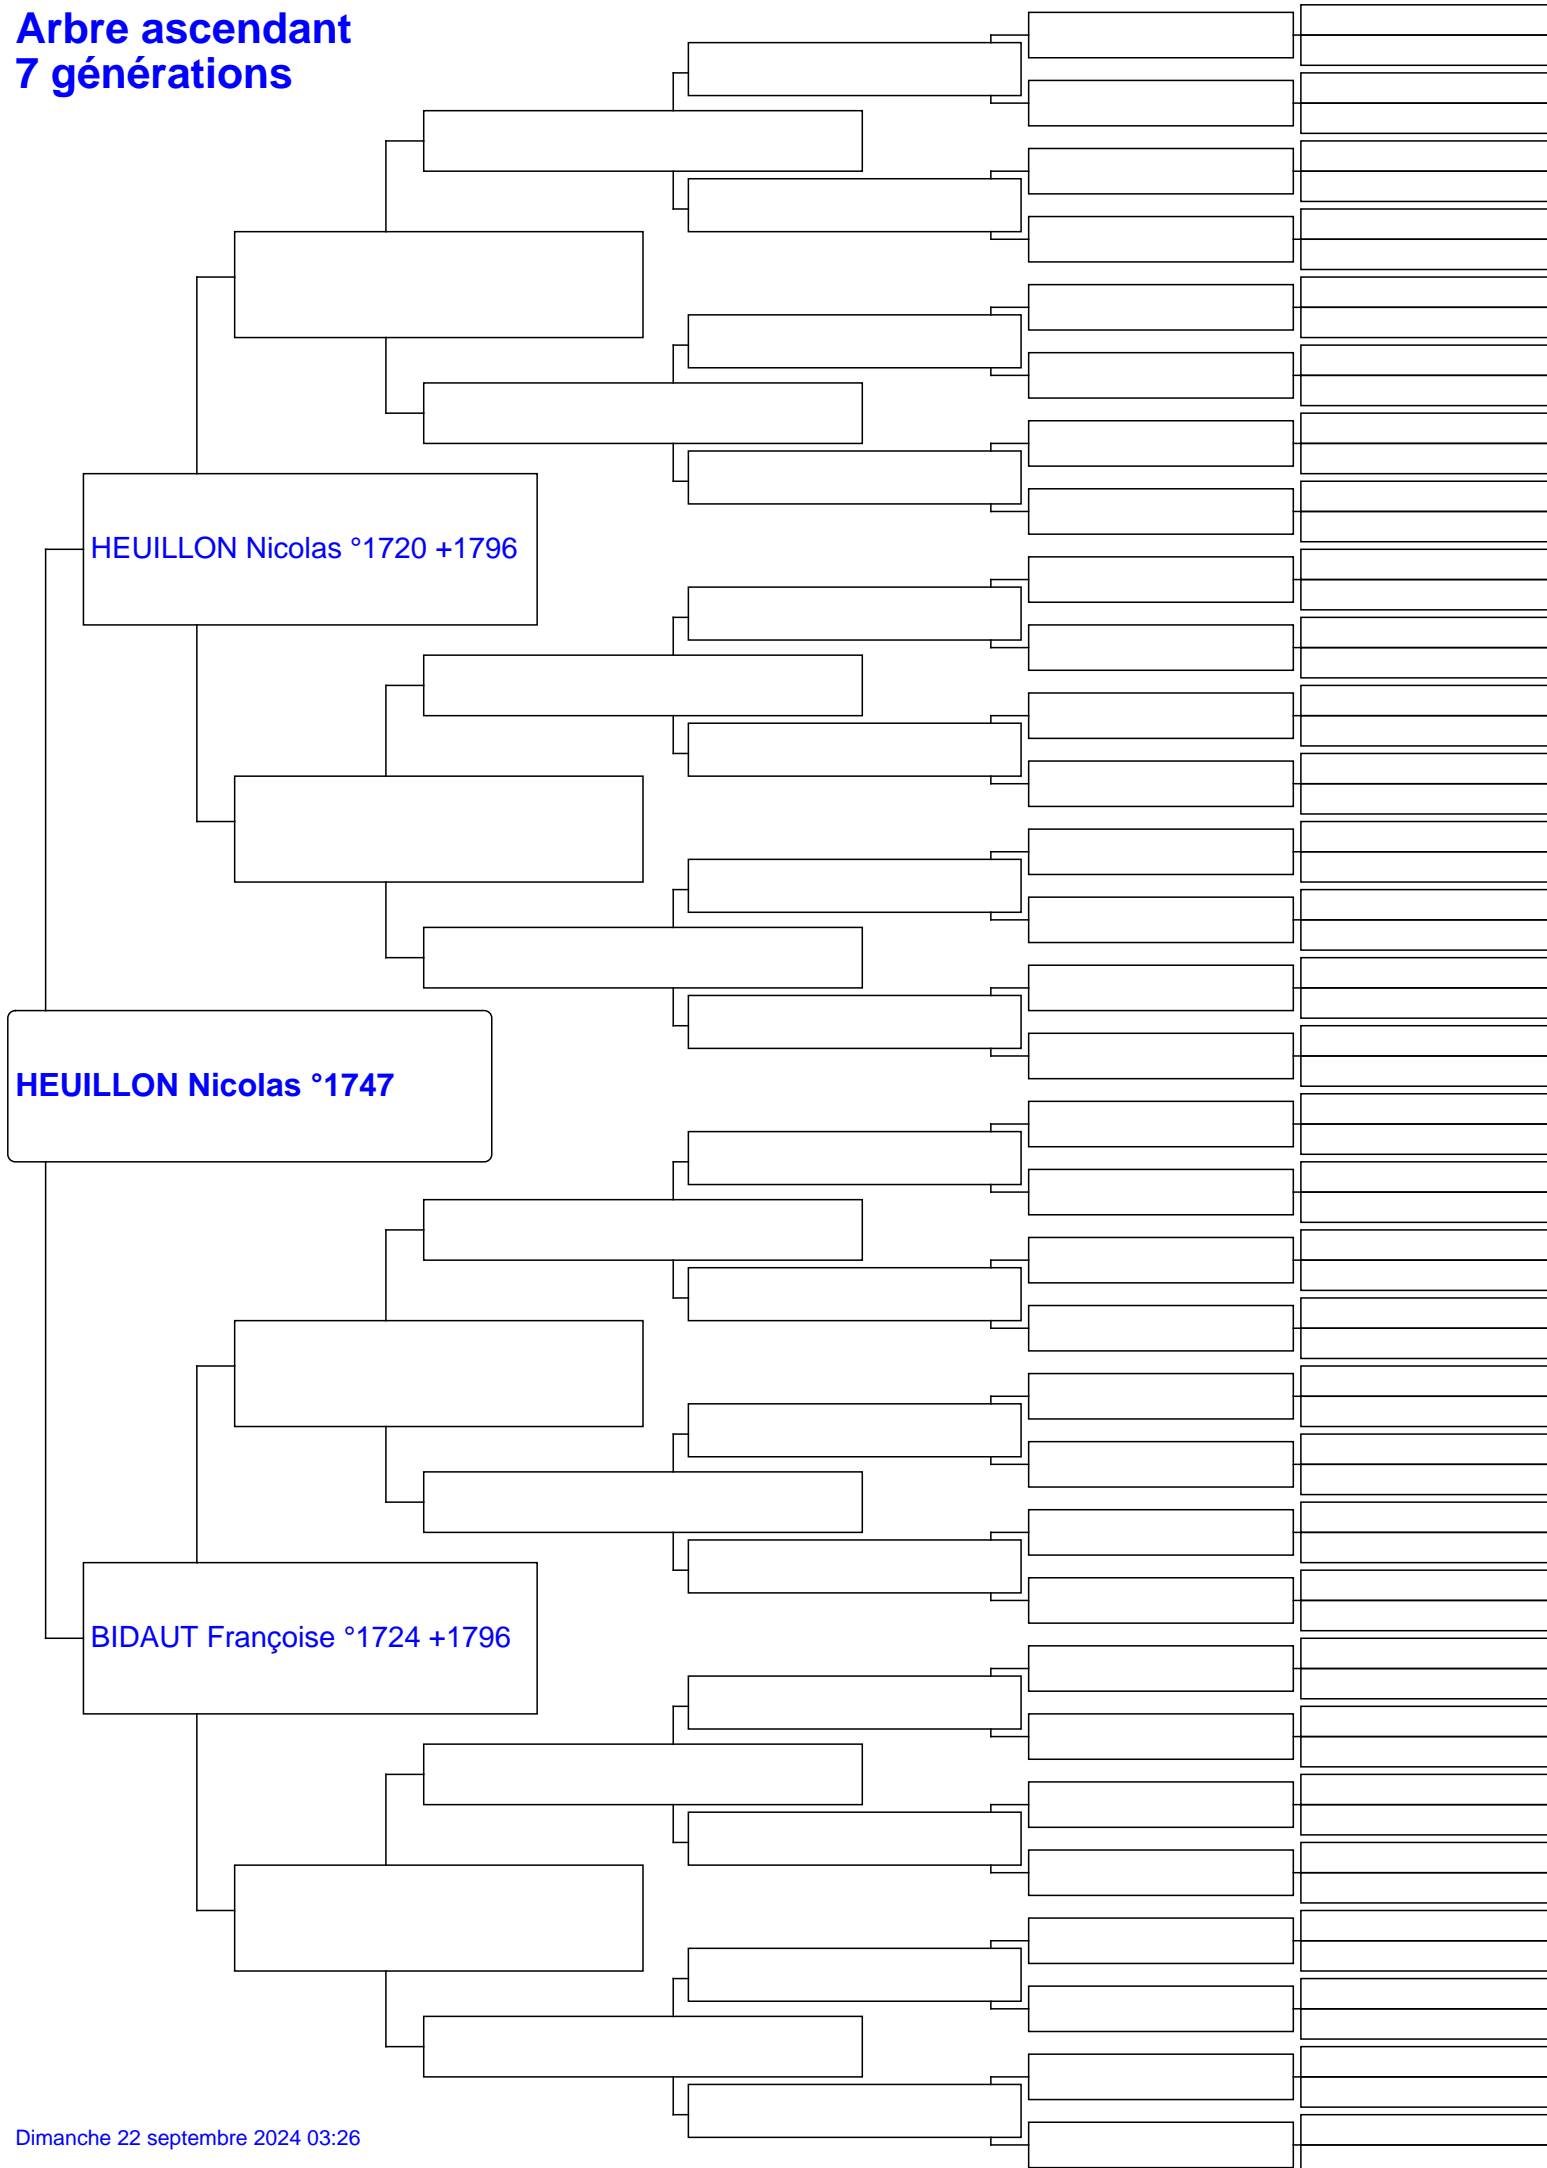 Arbre ascendant
7 générations
HEUILLON Nicolas °1720 +1796
HEUILLON Nicolas °1747
BIDAUT Françoise °1724 +1796
Dimanche 22 septembre 2024 03:26